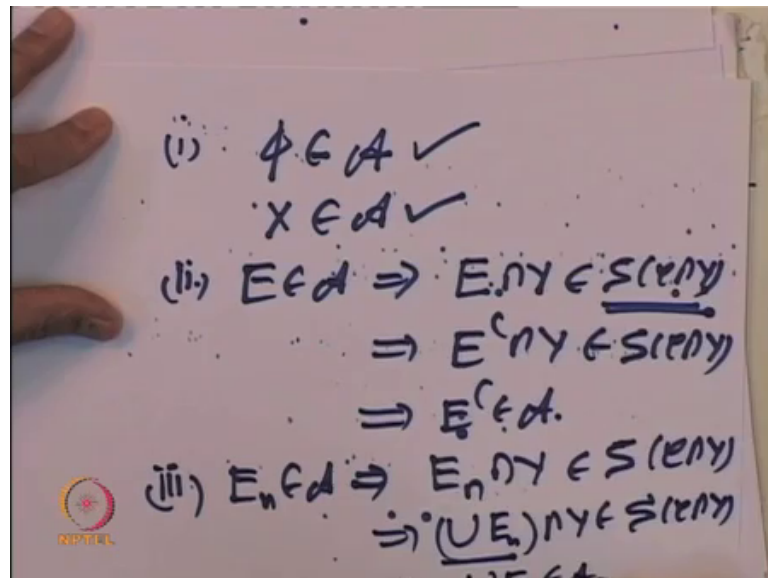 (i) ϕ ∈ A ✓
X ∈ A ✓
(ii) E ∈ A ⇒ E ∩ Y ∈ S(C ∩ Y)
⇒ E^C ∩ Y ∈ S(C ∩ Y)
⇒ E^C ∈ A.
(iii) E_n ∈ A ⇒ E_n ∩ Y ∈ S(C ∩ Y)
⇒ (∪ E_n) ∩ Y ∈ S(C ∩ Y)
NPTEL